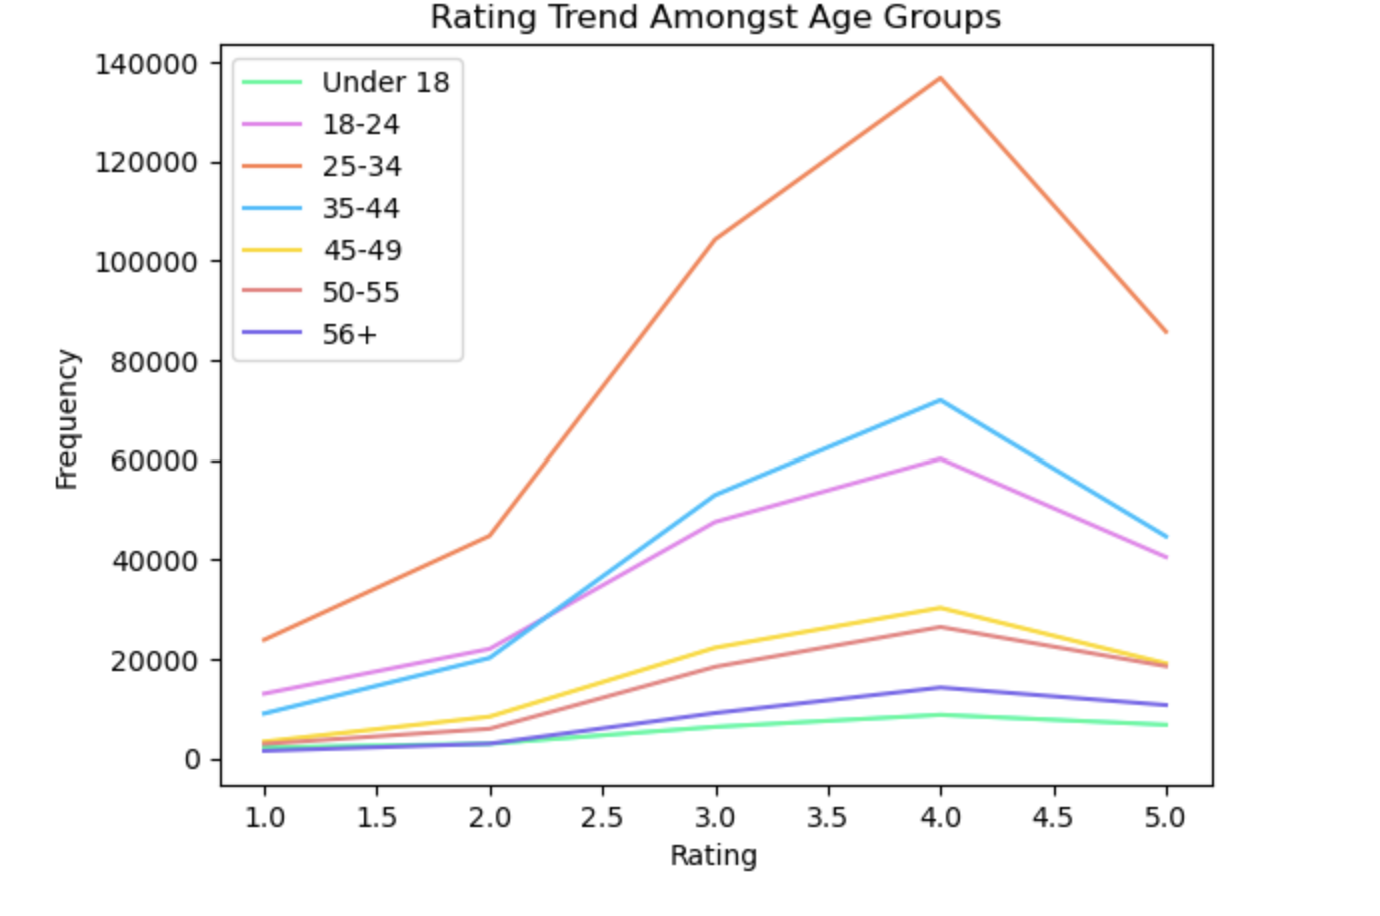 Rating Trend Amongst Age Groups
140000
120000
100000
80000
60000
40000
20000
0
Frequency
Under 18
18-24
25-34
35-44
45-49
50-55
56+
1.0 1.5 2.0 2.5 3.0 3.5 4.0 4.5 5.0
Rating